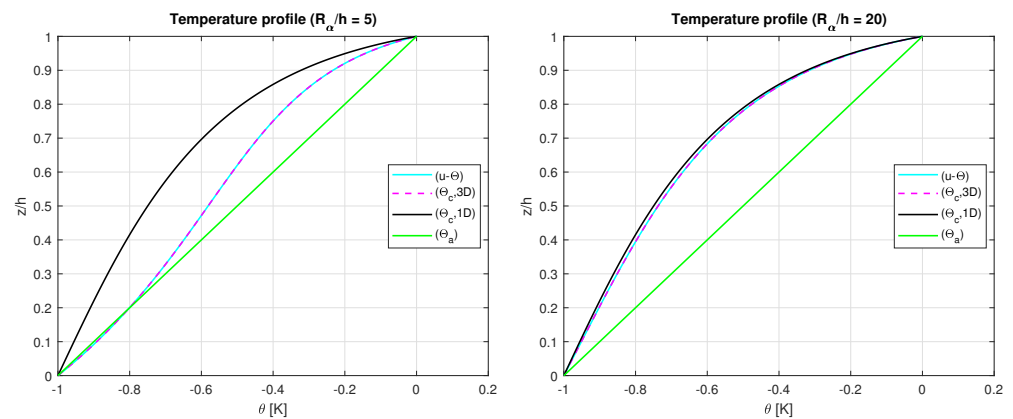 Temperature profile (R_α/h = 5)
1
0.9
0.8
0.7
0.6
0.5
0.4
0.3
0.2
0.1
0
z/h
-1
-0.8
-0.6
-0.4
-0.2
0
0.2
θ [K]
(u-Θ)
(Θ_c,3D)
(Θ_c,1D)
(Θ_a)
Temperature profile (R_α/h = 20)
1
0.9
0.8
0.7
0.6
0.5
0.4
0.3
0.2
0.1
0
z/h
-1
-0.8
-0.6
-0.4
-0.2
0
0.2
θ [K]
(u-Θ)
(Θ_c,3D)
(Θ_c,1D)
(Θ_a)